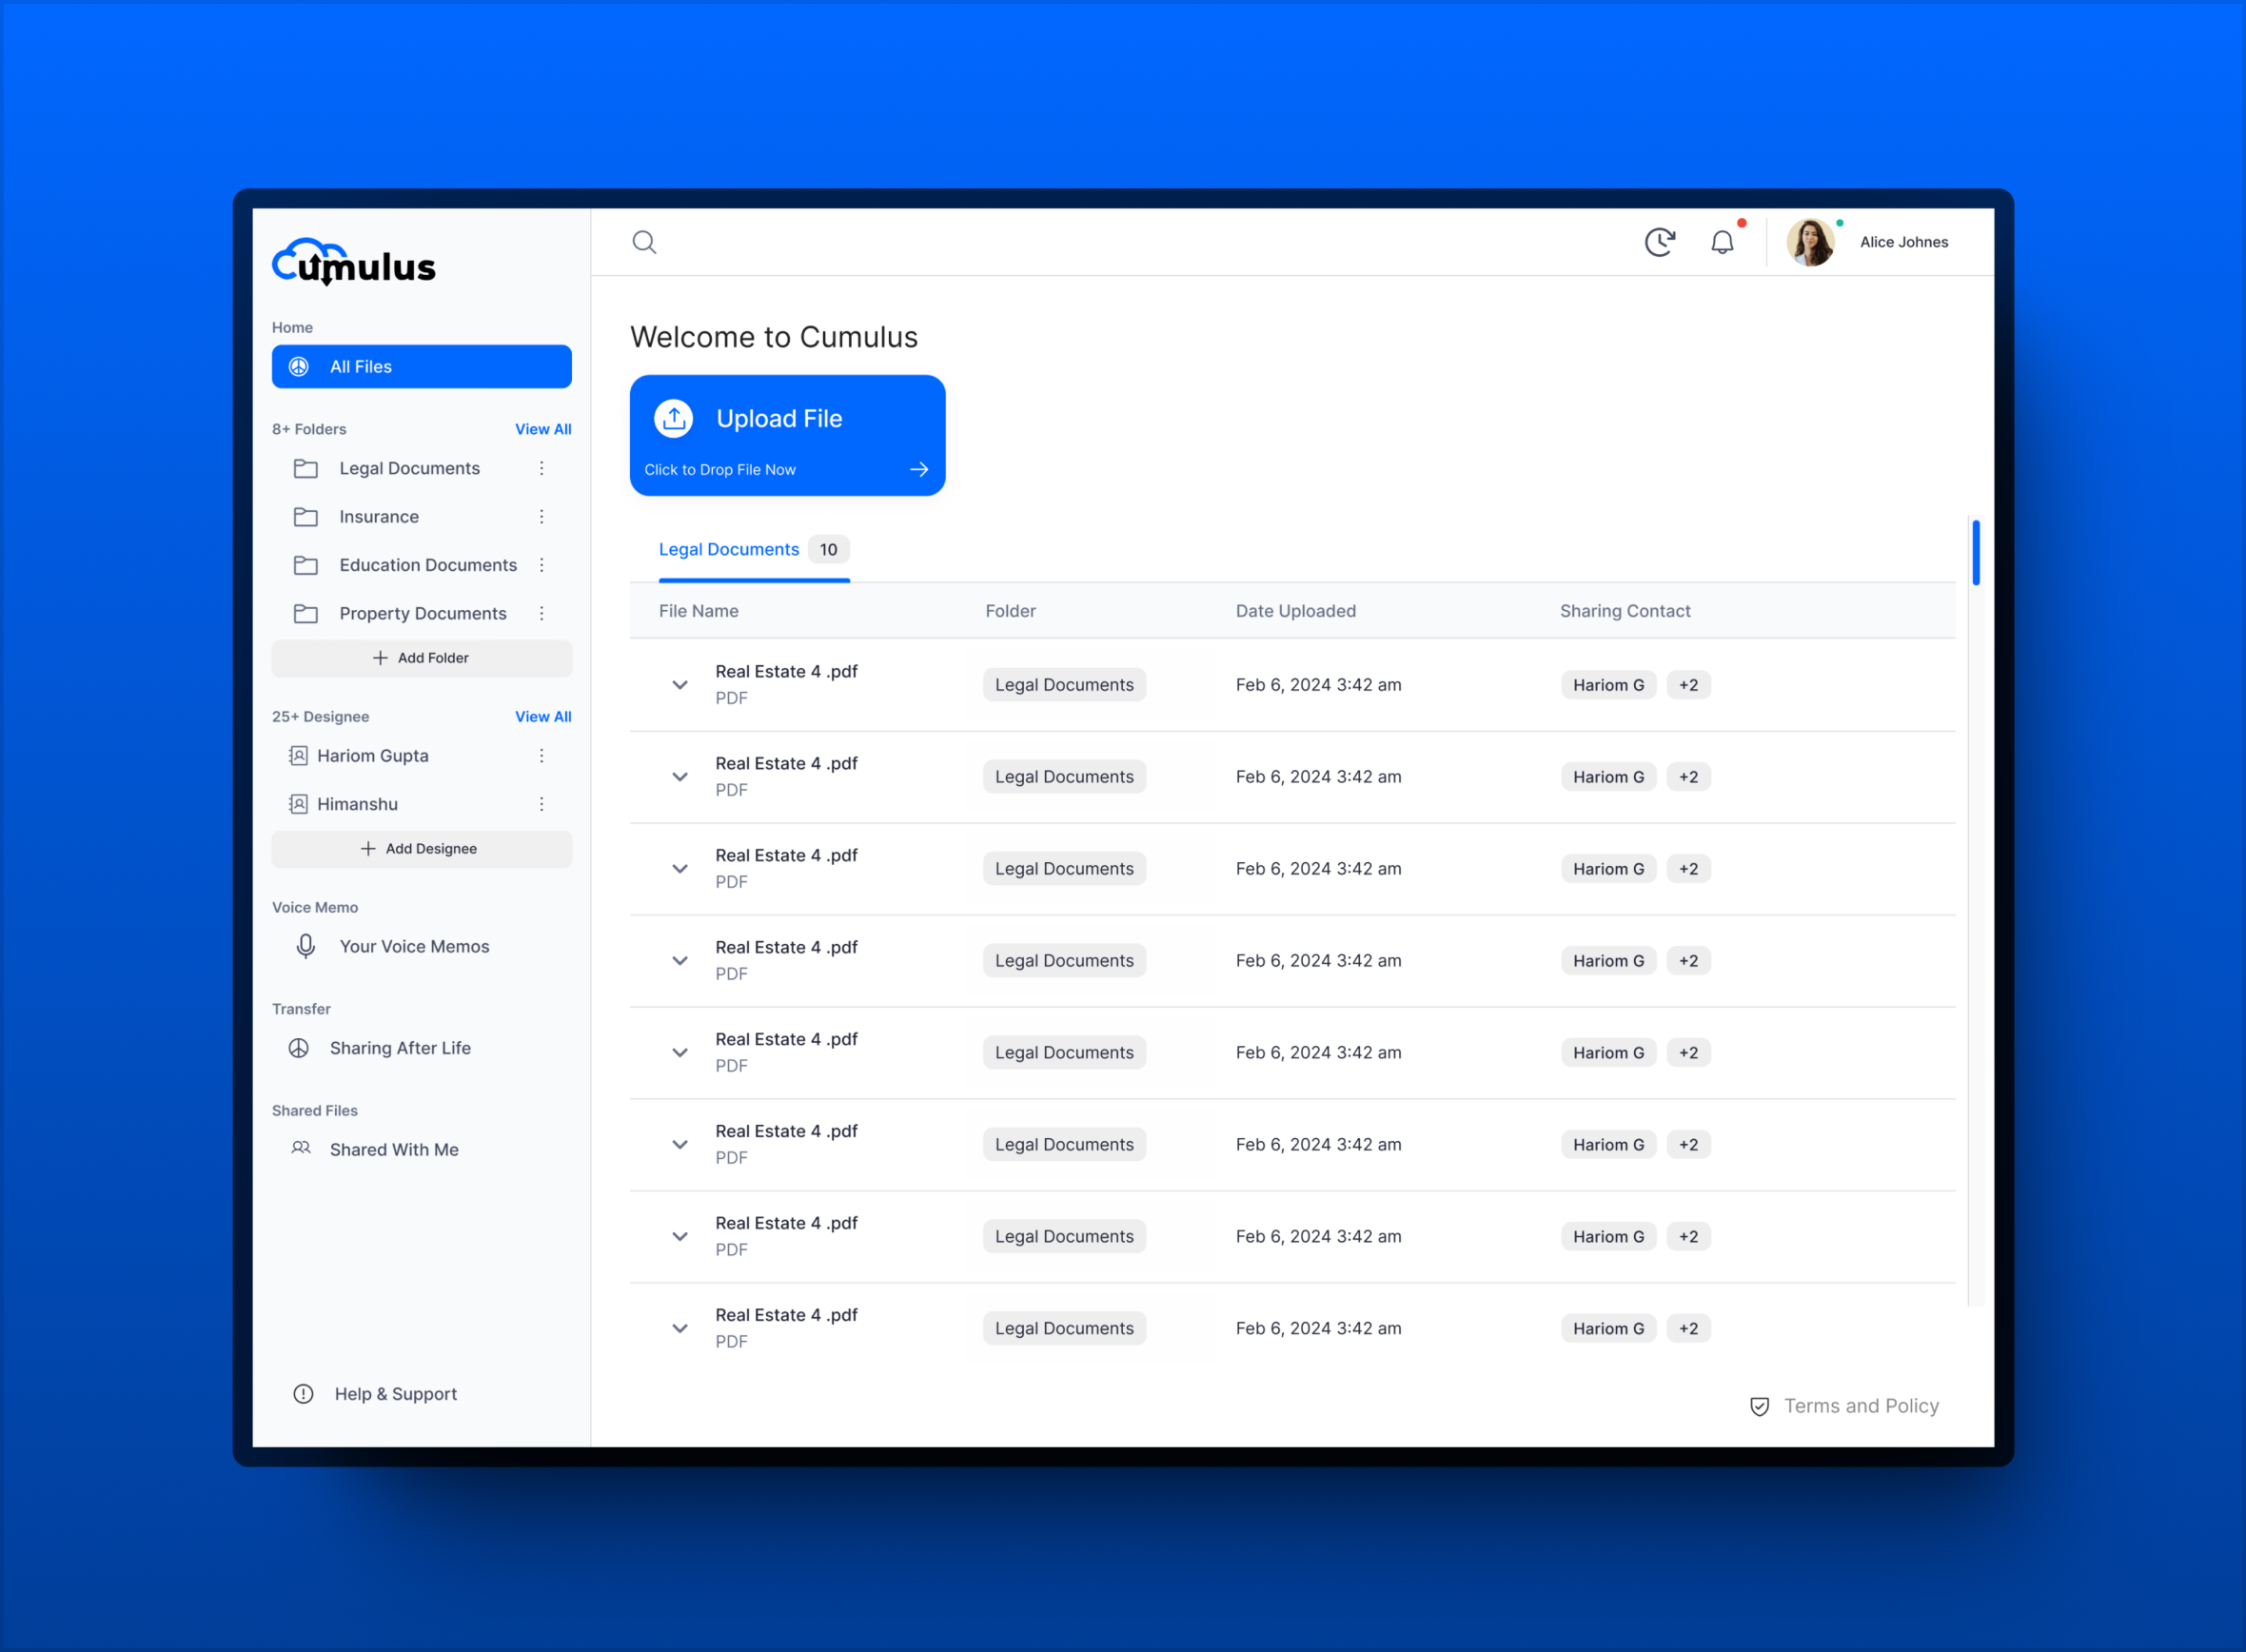 Cumulus
Home
All Files
8+ Folders View All
Legal Documents
Insurance
Education Documents
Property Documents
+ Add Folder
25+ Designee View All
Hariom Gupta
Himanshu
+ Add Designee
Voice Memo
Your Voice Memos
Transfer
Sharing After Life
Shared Files
Shared With Me
Help & Support
Alice Johnes
Welcome to Cumulus
Upload File
Click to Drop File Now
Legal Documents 10
File Name Folder Date Uploaded Sharing Contact
Real Estate 4 .pdf
PDF
Legal Documents Feb 6, 2024 3:42 am Hariom G +2
Real Estate 4 .pdf
PDF
Legal Documents Feb 6, 2024 3:42 am Hariom G +2
Real Estate 4 .pdf
PDF
Legal Documents Feb 6, 2024 3:42 am Hariom G +2
Real Estate 4 .pdf
PDF
Legal Documents Feb 6, 2024 3:42 am Hariom G +2
Real Estate 4 .pdf
PDF
Legal Documents Feb 6, 2024 3:42 am Hariom G +2
Real Estate 4 .pdf
PDF
Legal Documents Feb 6, 2024 3:42 am Hariom G +2
Real Estate 4 .pdf
PDF
Legal Documents Feb 6, 2024 3:42 am Hariom G +2
Real Estate 4 .pdf
PDF
Legal Documents Feb 6, 2024 3:42 am Hariom G +2
Terms and Policy